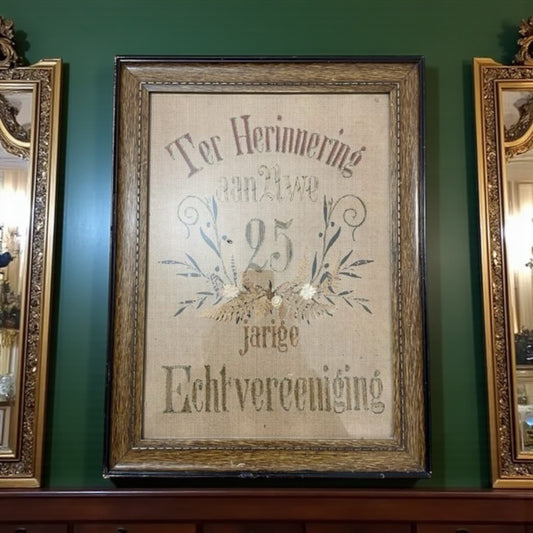 Ter Herinnering
aan Uwe
25
jarige
Echtvereeniging